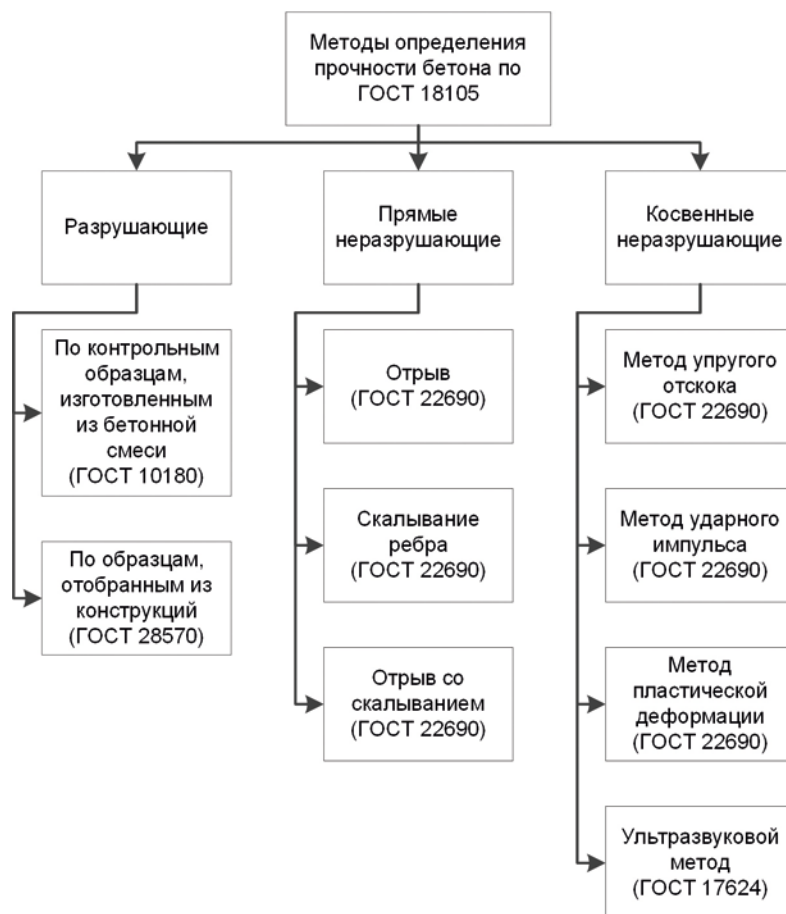 Методы определения
прочности бетона по
ГОСТ 18105
Разрушающие
Прямые
неразрушающие
Косвенные
неразрушающие
По контрольным
образцам,
изготовленным
из бетонной
смеси
(ГОСТ 10180)
По образцам,
отобранным из
конструкций
(ГОСТ 28570)
Отрыв
(ГОСТ 22690)
Скалывание
ребра
(ГОСТ 22690)
Отрыв со
скалыванием
(ГОСТ 22690)
Метод упругого
отскока
(ГОСТ 22690)
Метод ударного
импульса
(ГОСТ 22690)
Метод
пластической
деформации
(ГОСТ 22690)
Ультразвуковой
метод
(ГОСТ 17624)